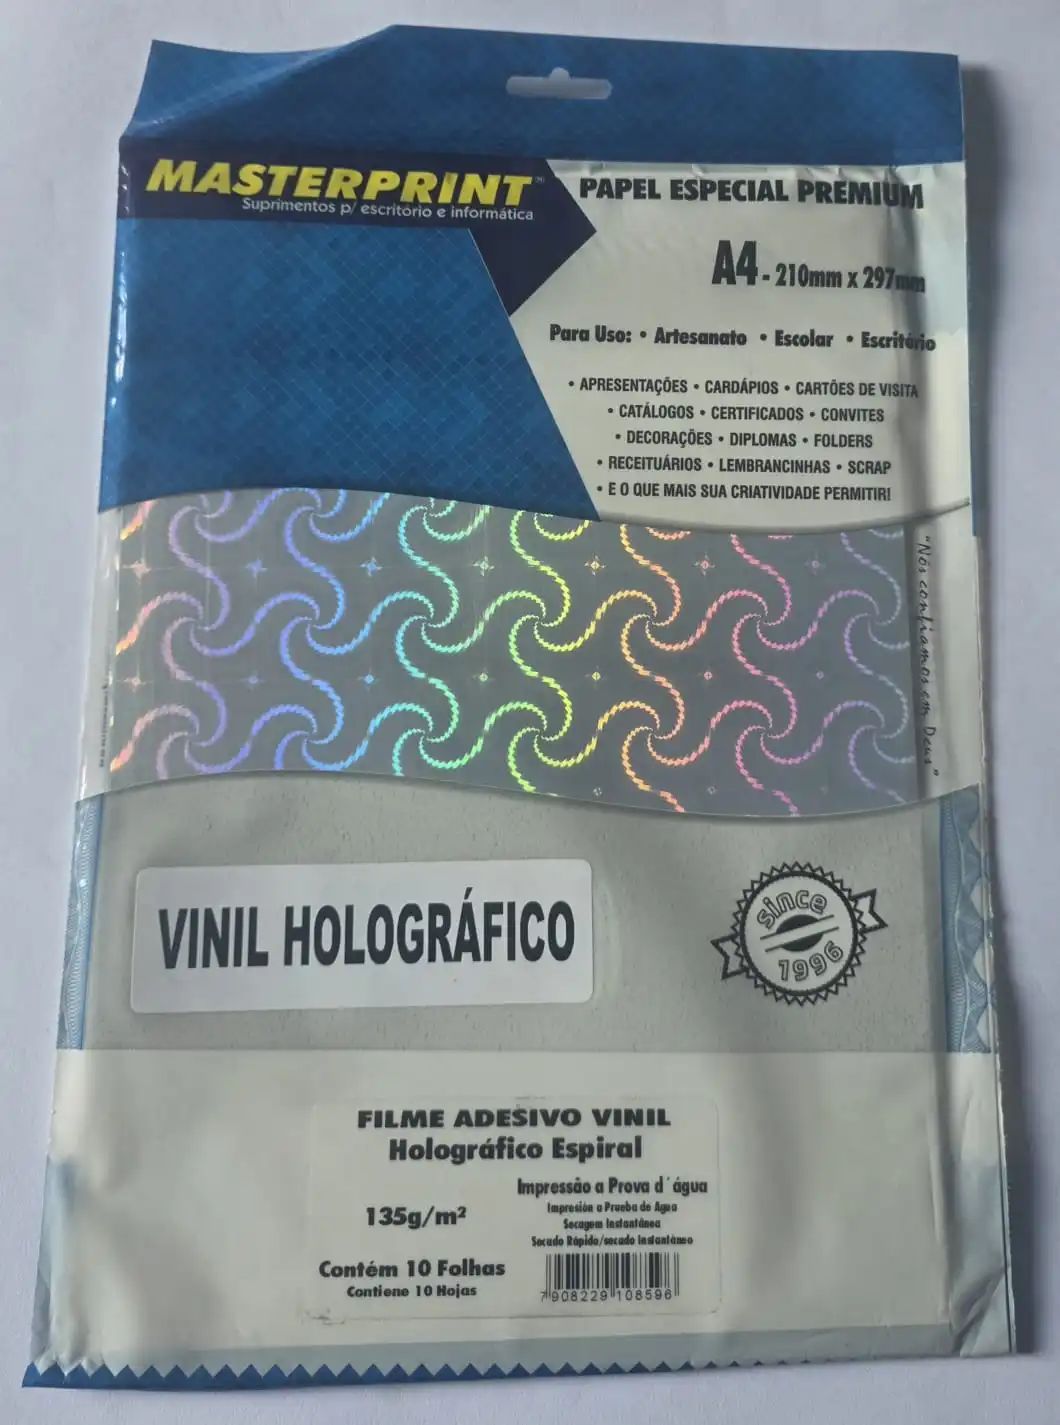 MASTERPRINT
Suprimentos p/ escritório e informática
PAPEL ESPECIAL PREMIUM
A4 - 210mm x 297mm
Para Uso: • Artesanato • Escolar • Escritório
• APRESENTAÇÕES • CARDÁPIOS • CARTÕES DE VISITA
• CATÁLOGOS • CERTIFICADOS • CONVITES
• DECORAÇÕES • DIPLOMAS • FOLDERS
• RECEITUÁRIOS • LEMBRANCINHAS • SCRAP
• E O QUE MAIS SUA CRIATIVIDADE PERMITIR!
"Nós confiamos em Deus"
VINIL HOLOGRÁFICO
since
1996
FILME ADESIVO VINIL
Holográfico Espiral
135g/m²
Impressão a Prova d´água
Impresión a Prueba de Agua
Secagem Instantânea
Secado Rápido/secado instantáneo
Contém 10 Folhas
Contiene 10 Hojas
7 908229 108596